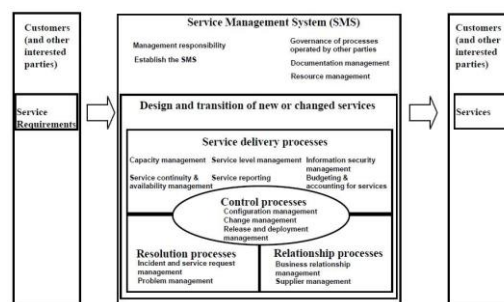 Customers
(and other
interested
parties)
Service
Requirements
Service Management System (SMS)
Management responsibility
Establish the SMS
Governance of processes
operated by other parties
Documentation management
Resource management
Design and transition of new or changed services
Service delivery processes
Capacity management
Service continuity &
availability management
Service level management
Service reporting
Information security
management
Budgeting &
accounting for services
Control processes
Configuration management
Change management
Release and deployment
management
Resolution processes
Incident and service request
management
Problem management
Relationship processes
Business relationship
management
Supplier management
Customers
(and other
interested
parties)
Services